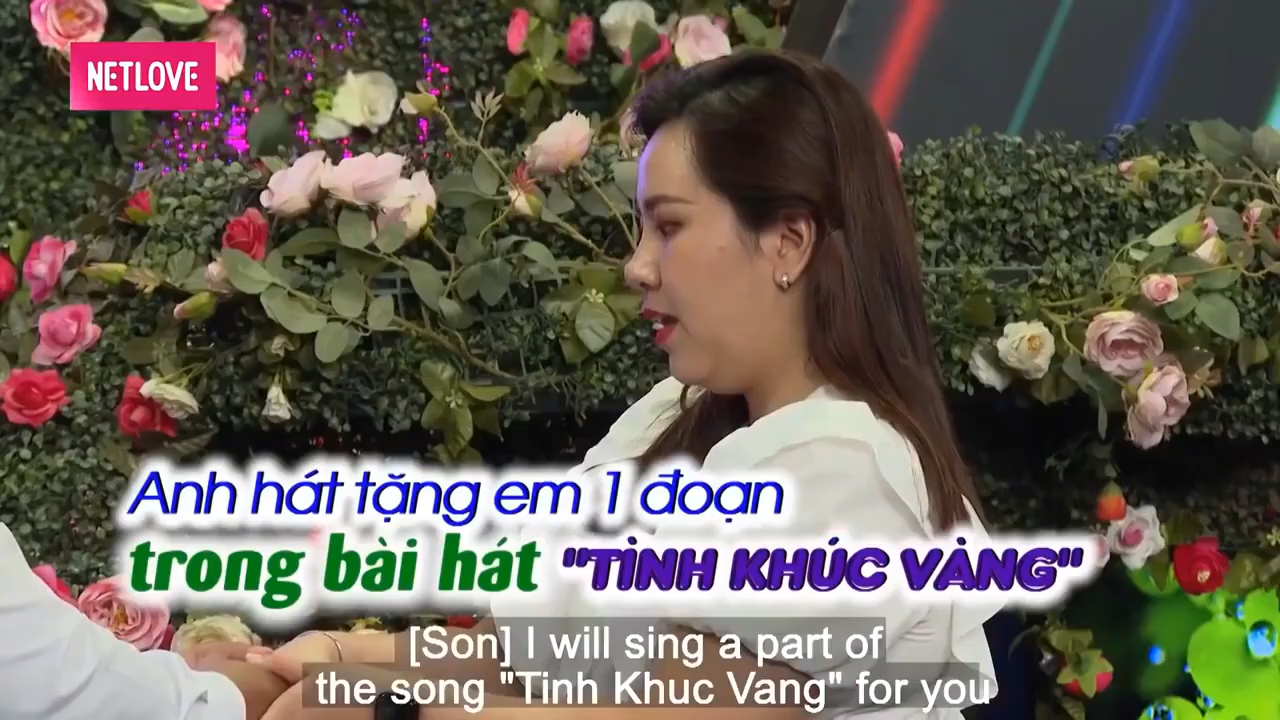 NETLOVE
Anh hát tặng em 1 đoạn
trong bài hát "TÌNH KHÚC VÀNG"
[Son] I will sing a part of
the song "Tinh Khuc Vang" for you